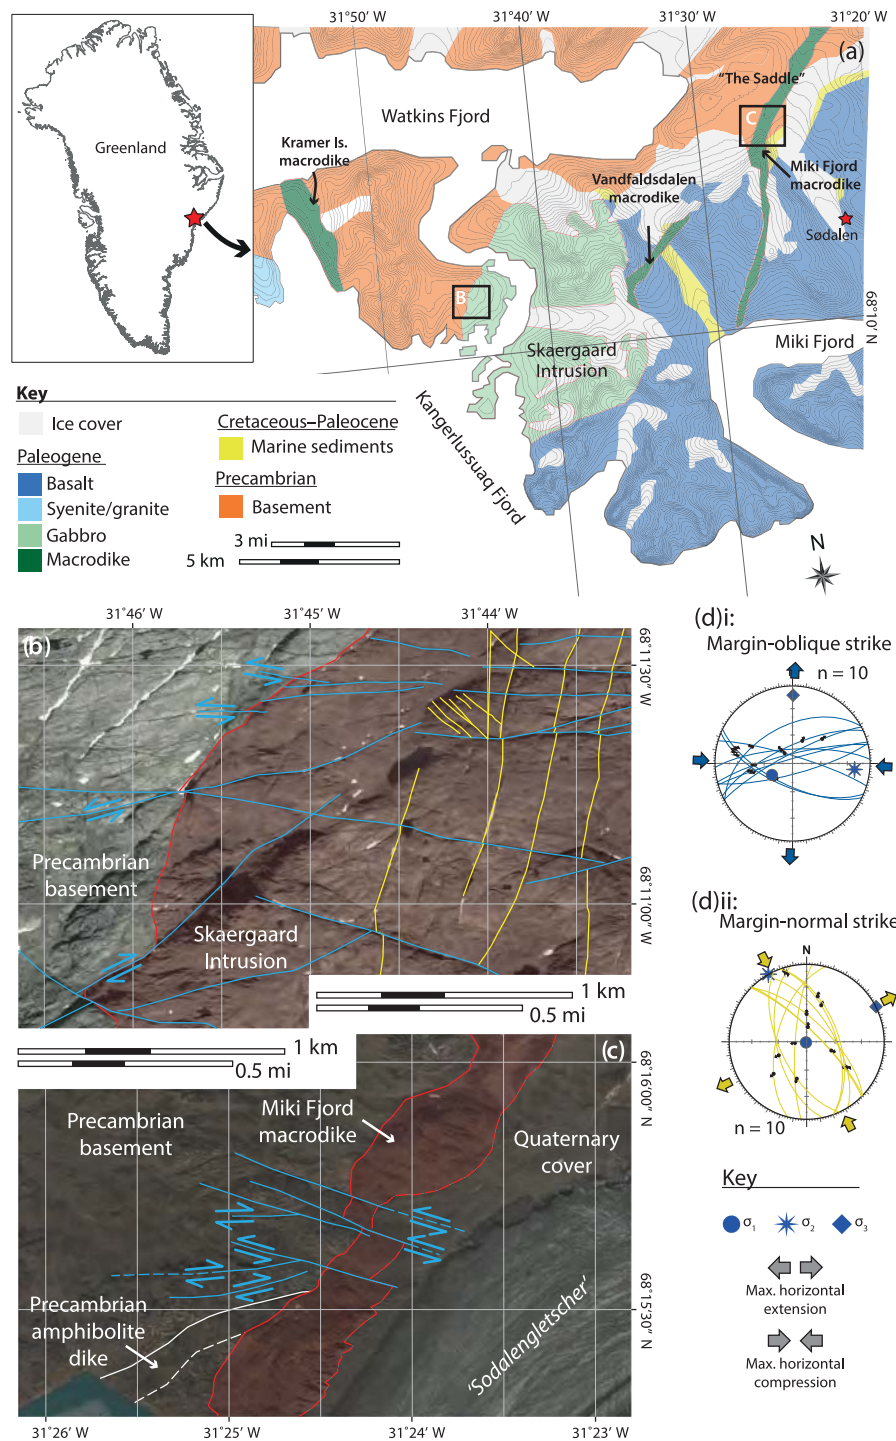 31°50′ W
31°40′ W
31°30′ W
31°20′ W
(a)
Greenland
Watkins Fjord
"The Saddle"
C
Kramer Is.
macrodike
Vandfaldsdalen
macrodike
Miki Fjord
macrodike
Sødalen
B
68°10′ N
Skaergaard
Intrusion
Miki Fjord
Kangerlussuaq Fjord
N
Key
Ice cover
Paleogene
Basalt
Syenite/granite
Gabbro
Macrodike
Cretaceous–Paleocene
Marine sediments
Precambrian
Basement
3 mi
5 km
31°46′ W
31°45′ W
31°44′ W
(b)
68°11′30″ W
Precambrian
basement
68°11′00″ W
Skaergaard
Intrusion
1 km
0.5 mi
1 km
0.5 mi
(c)
Precambrian
basement
Miki Fjord
macrodike
Quaternary
cover
68°16′00″ N
68°15′30″ N
Precambrian
amphibolite
dike
'Sodalengletscher'
31°26′ W
31°25′ W
31°24′ W
31°23′ W
(d)i:
Margin-oblique strike
n = 10
(d)ii:
Margin-normal strike
N
n = 10
Key
σ1
σ2
σ3
Max. horizontal
extension
Max. horizontal
compression